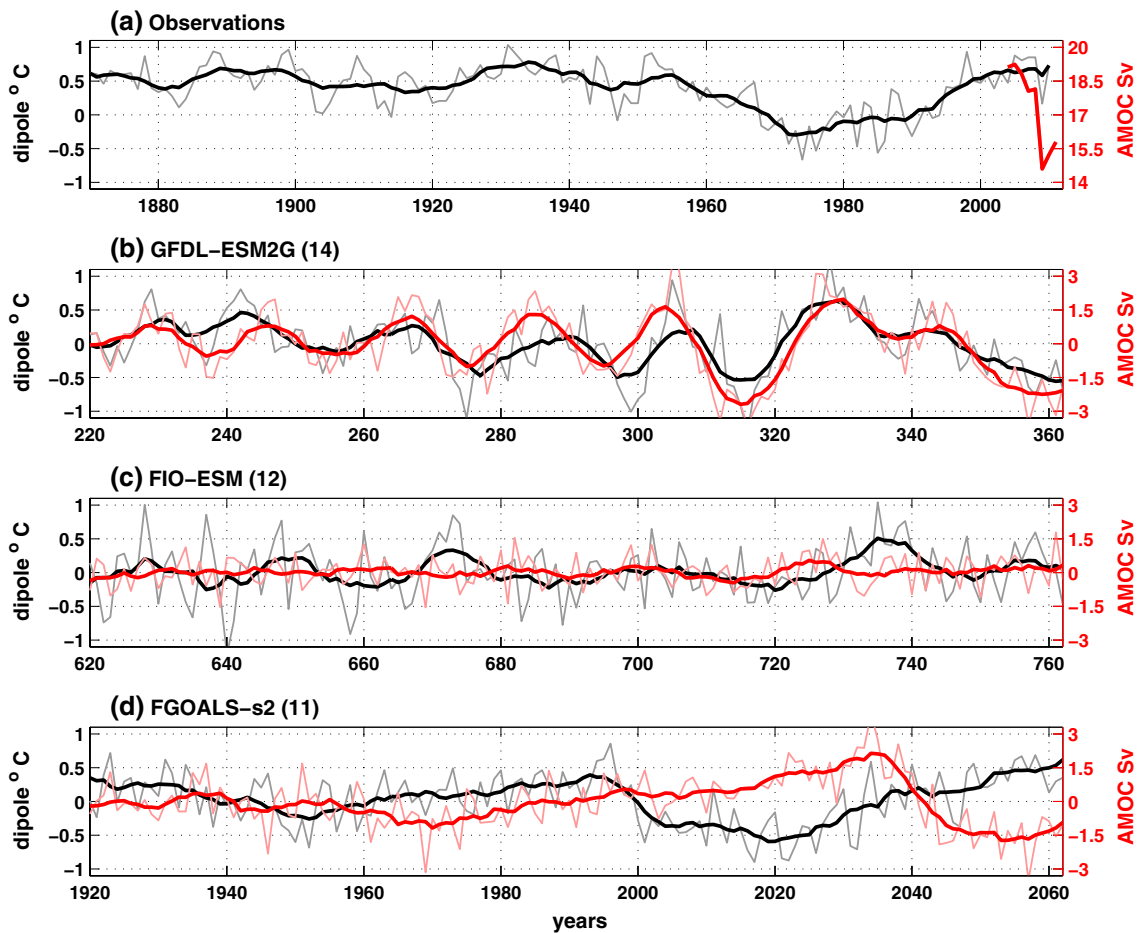 (a) Observations
dipole ° C
1
0.5
0
−0.5
−1
20
18.5
17
15.5
14
AMOC Sv
1880 1900 1920 1940 1960 1980 2000
(b) GFDL−ESM2G (14)
dipole ° C
1
0.5
0
−0.5
−1
3
1.5
0
−1.5
−3
AMOC Sv
220 240 260 280 300 320 340 360
(c) FIO−ESM (12)
dipole ° C
1
0.5
0
−0.5
−1
3
1.5
0
−1.5
−3
AMOC Sv
620 640 660 680 700 720 740 760
(d) FGOALS−s2 (11)
dipole ° C
1
0.5
0
−0.5
−1
3
1.5
0
−1.5
−3
AMOC Sv
1920 1940 1960 1980 2000 2020 2040 2060
years